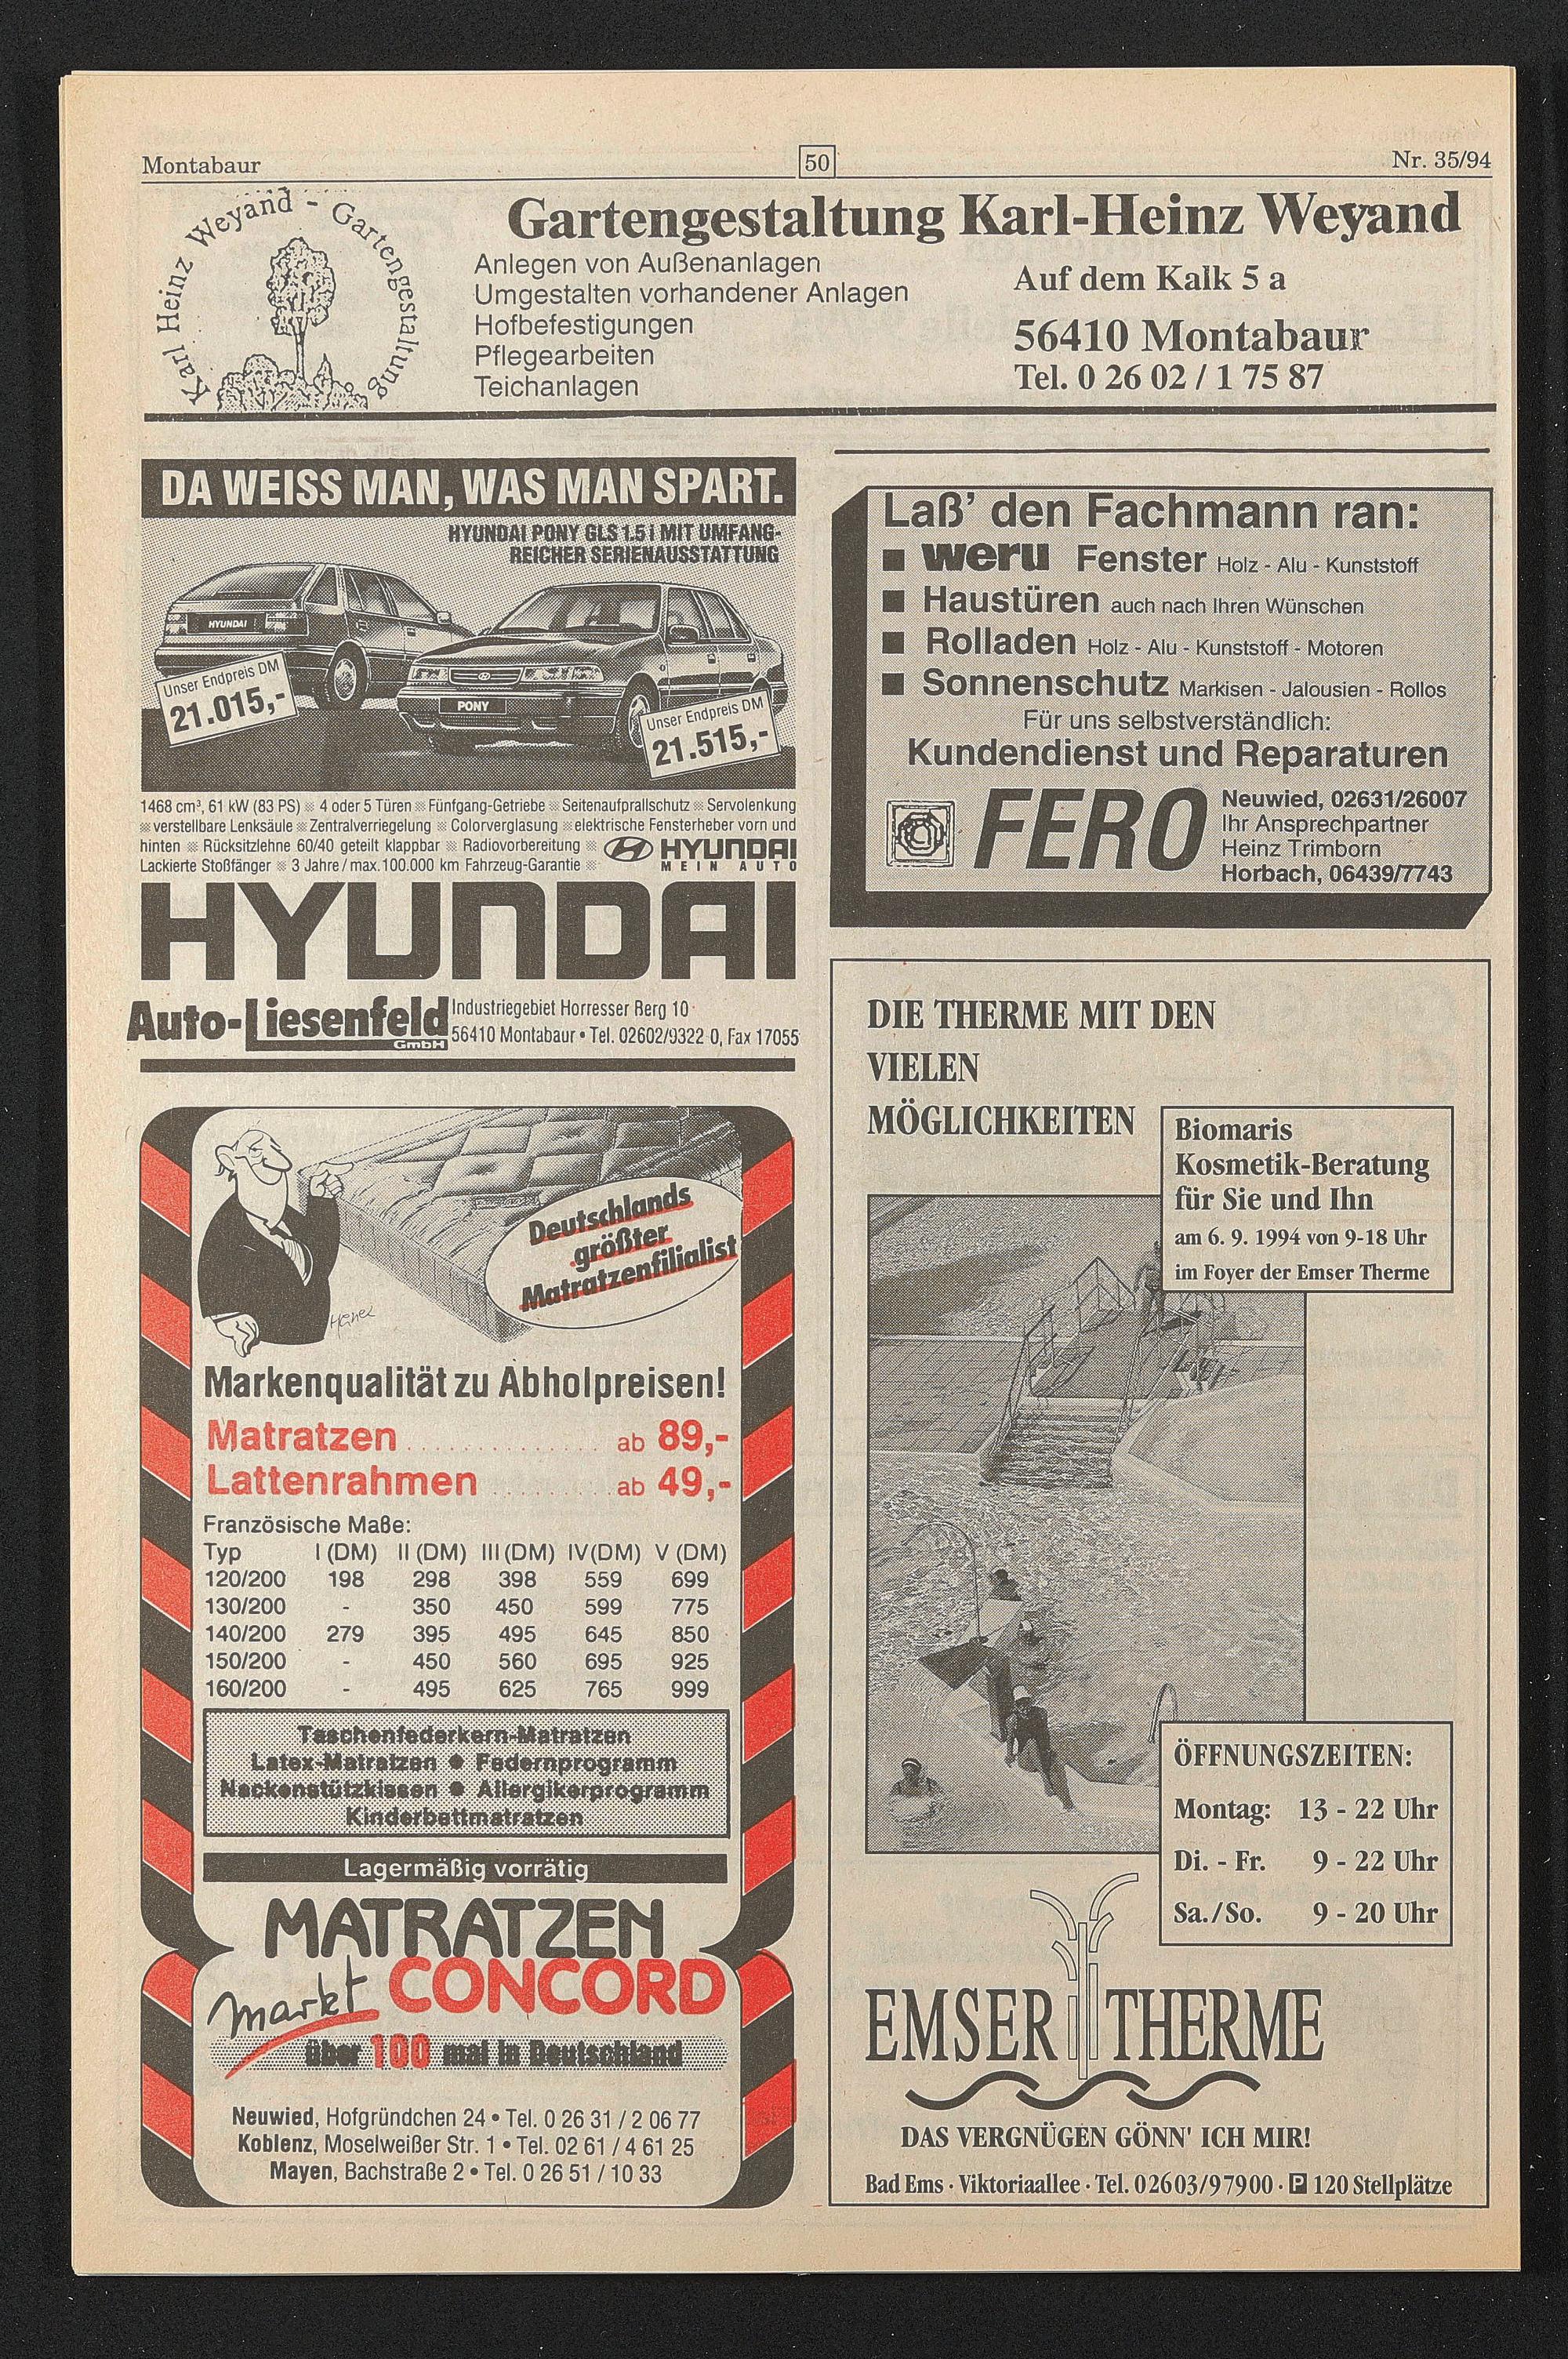 Montabaur
50
Nr. 35/94
Karl Heinz Weyand - Gartengestaltung
Gartengestaltung Karl-Heinz Weyand
Anlegen von Außenanlagen
Umgestalten vorhandener Anlagen
Hofbefestigungen
Pflegearbeiten
Teichanlagen
Auf dem Kalk 5 a
56410 Montabaur
Tel. 0 26 02 / 1 75 87
DA WEISS MAN, WAS MAN SPART.
HYUNDAI PONY GLS 1.5 i MIT UMFANG-
REICHER SERIENAUSSTATTUNG
HYUNDAI
Unser Endpreis DM
21.015,-
PONY
Unser Endpreis DM
21.515,-
1468 cm³, 61 kW (83 PS) ※ 4 oder 5 Türen ※ Fünfgang-Getriebe ※ Seitenaufprallschutz ※ Servolenkung
※ verstellbare Lenksäule ※ Zentralverriegelung ※ Colorverglasung ※ elektrische Fensterheber vorn und
hinten ※ Rücksitzlehne 60/40 geteilt klappbar ※ Radiovorbereitung ※
Lackierte Stoßfänger ※ 3 Jahre / max. 100.000 km Fahrzeug-Garantie ※
HYUNDAI
MEIN AUTO
HYUNDAI
Auto-Liesenfeld
GmbH
Industriegebiet Horresser Berg 10
56410 Montabaur • Tel. 02602/9322-0, Fax 17055
Deutschlands
größter
Matratzenfilialist
Markenqualität zu Abholpreisen!
Matratzen .............. ab 89,-
Lattenrahmen ......... ab 49,-
Französische Maße:
Typ I (DM) II (DM) III (DM) IV (DM) V (DM)
120/200 198 298 398 559 699
130/200 - 350 450 599 775
140/200 279 395 495 645 850
150/200 - 450 560 695 925
160/200 - 495 625 765 999
Taschenfederkern-Matratzen
Latex-Matratzen ● Federnprogramm
Nackenstützkissen ● Allergikerprogramm
Kinderbettmatratzen
Lagermäßig vorrätig
MATRATZEN
markt CONCORD
über 100 mal in Deutschland
Neuwied, Hofgründchen 24 • Tel. 0 26 31 / 2 06 77
Koblenz, Moselweißer Str. 1 • Tel. 02 61 / 4 61 25
Mayen, Bachstraße 2 • Tel. 0 26 51 / 10 33
Laß' den Fachmann ran:
■ weru Fenster Holz - Alu - Kunststoff
■ Haustüren auch nach Ihren Wünschen
■ Rolladen Holz - Alu - Kunststoff - Motoren
■ Sonnenschutz Markisen - Jalousien - Rollos
Für uns selbstverständlich:
Kundendienst und Reparaturen
FERO
Neuwied, 02631/26007
Ihr Ansprechpartner
Heinz Trimborn
Horbach, 06439/7743
DIE THERME MIT DEN
VIELEN
MÖGLICHKEITEN
Biomaris
Kosmetik-Beratung
für Sie und Ihn
am 6. 9. 1994 von 9-18 Uhr
im Foyer der Emser Therme
ÖFFNUNGSZEITEN:
Montag: 13 - 22 Uhr
Di. - Fr. 9 - 22 Uhr
Sa./So. 9 - 20 Uhr
EMSER THERME
DAS VERGNÜGEN GÖNN' ICH MIR!
Bad Ems · Viktoriaallee · Tel. 02603/97900 · P 120 Stellplätze